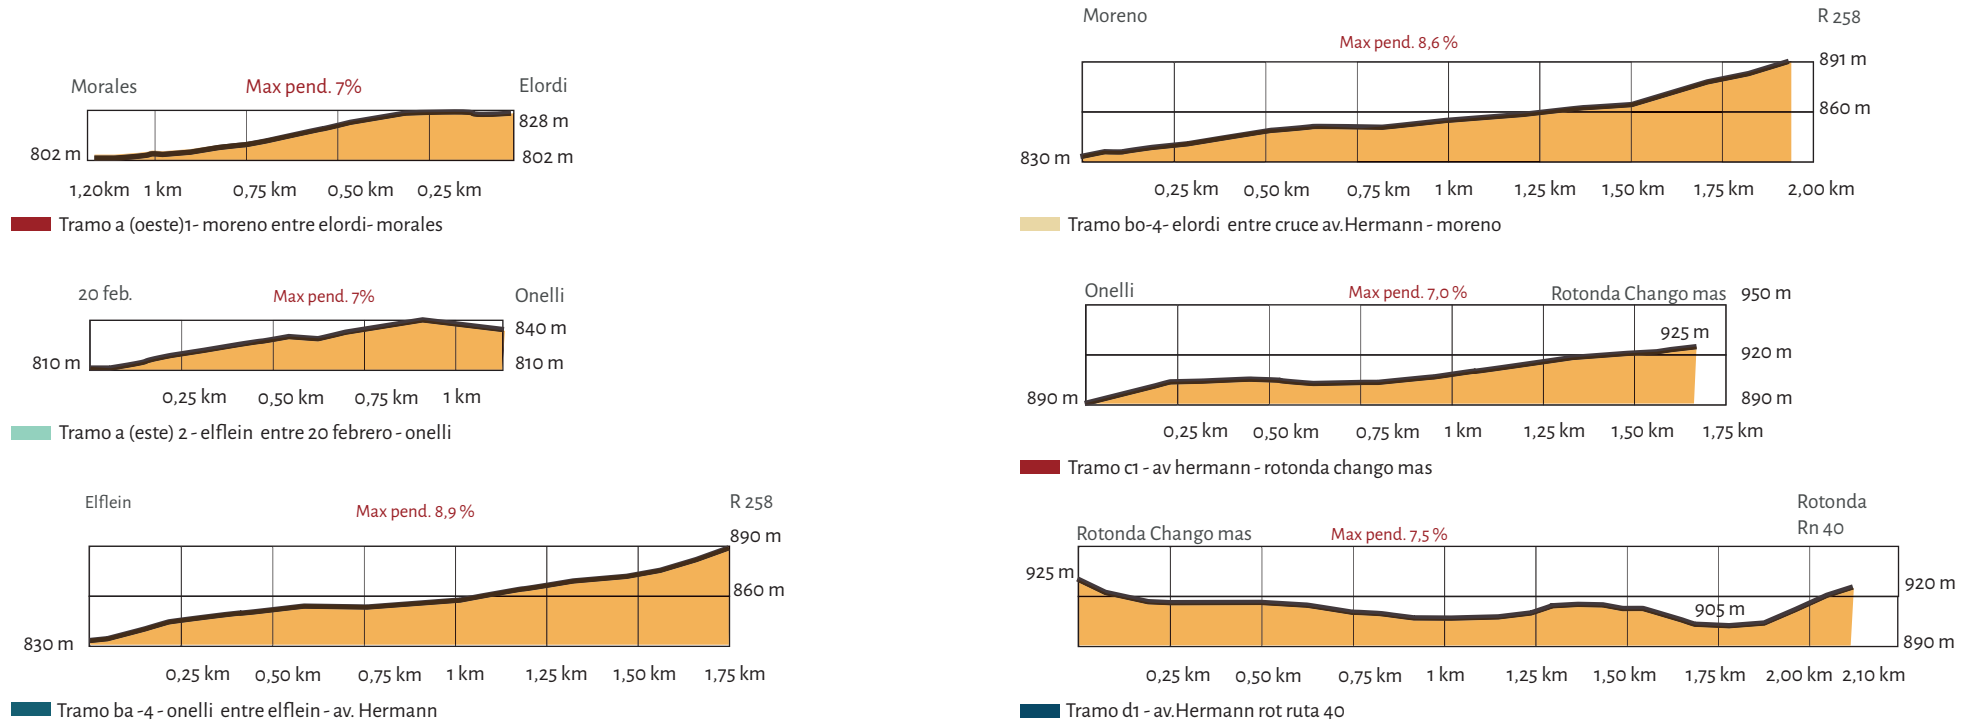 Morales Max pend. 7% Elordi
828 m
802 m 802 m
1,20km 1 km 0,75 km 0,50 km 0,25 km
Tramo a (oeste)1- moreno entre elordi- morales
20 feb. Max pend. 7% Onelli
840 m
810 m 810 m
0,25 km 0,50 km 0,75 km 1 km
Tramo a (este) 2 - elflein entre 20 febrero - onelli
Elflein Max pend. 8,9 % R 258
890 m
860 m
830 m
0,25 km 0,50 km 0,75 km 1 km 1,25 km 1,50 km 1,75 km
Tramo ba -4 - onelli entre elflein - av. Hermann
Moreno R 258
Max pend. 8,6 %
891 m
860 m
830 m
0,25 km 0,50 km 0,75 km 1 km 1,25 km 1,50 km 1,75 km 2,00 km
Tramo bo-4- elordi entre cruce av.Hermann - moreno
Onelli Max pend. 7,0 % Rotonda Chango mas 950 m
925 m
920 m
890 m 890 m
0,25 km 0,50 km 0,75 km 1 km 1,25 km 1,50 km 1,75 km
Tramo c1 - av hermann - rotonda chango mas
Rotonda
Rn 40
Rotonda Chango mas Max pend. 7,5 %
925 m 920 m
905 m
890 m
0,25 km 0,50 km 0,75 km 1 km 1,25 km 1,50 km 1,75 km 2,00 km 2,10 km
Tramo d1 - av.Hermann rot ruta 40